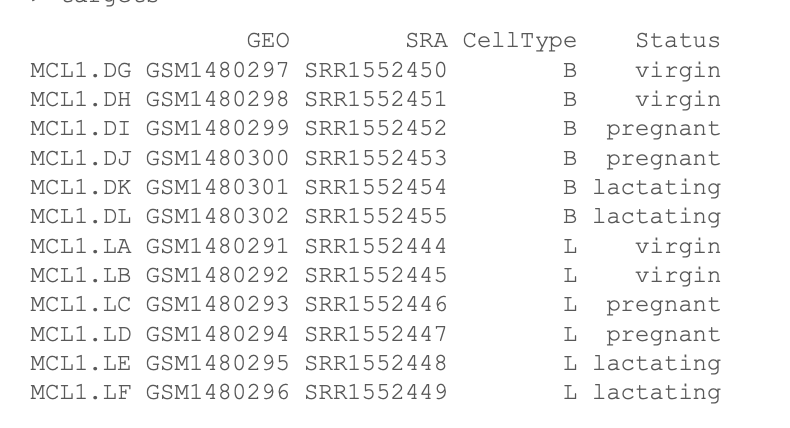 > targets
GEO SRA CellType Status
MCL1.DG GSM1480297 SRR1552450 B virgin
MCL1.DH GSM1480298 SRR1552451 B virgin
MCL1.DI GSM1480299 SRR1552452 B pregnant
MCL1.DJ GSM1480300 SRR1552453 B pregnant
MCL1.DK GSM1480301 SRR1552454 B lactating
MCL1.DL GSM1480302 SRR1552455 B lactating
MCL1.LA GSM1480291 SRR1552444 L virgin
MCL1.LB GSM1480292 SRR1552445 L virgin
MCL1.LC GSM1480293 SRR1552446 L pregnant
MCL1.LD GSM1480294 SRR1552447 L pregnant
MCL1.LE GSM1480295 SRR1552448 L lactating
MCL1.LF GSM1480296 SRR1552449 L lactating